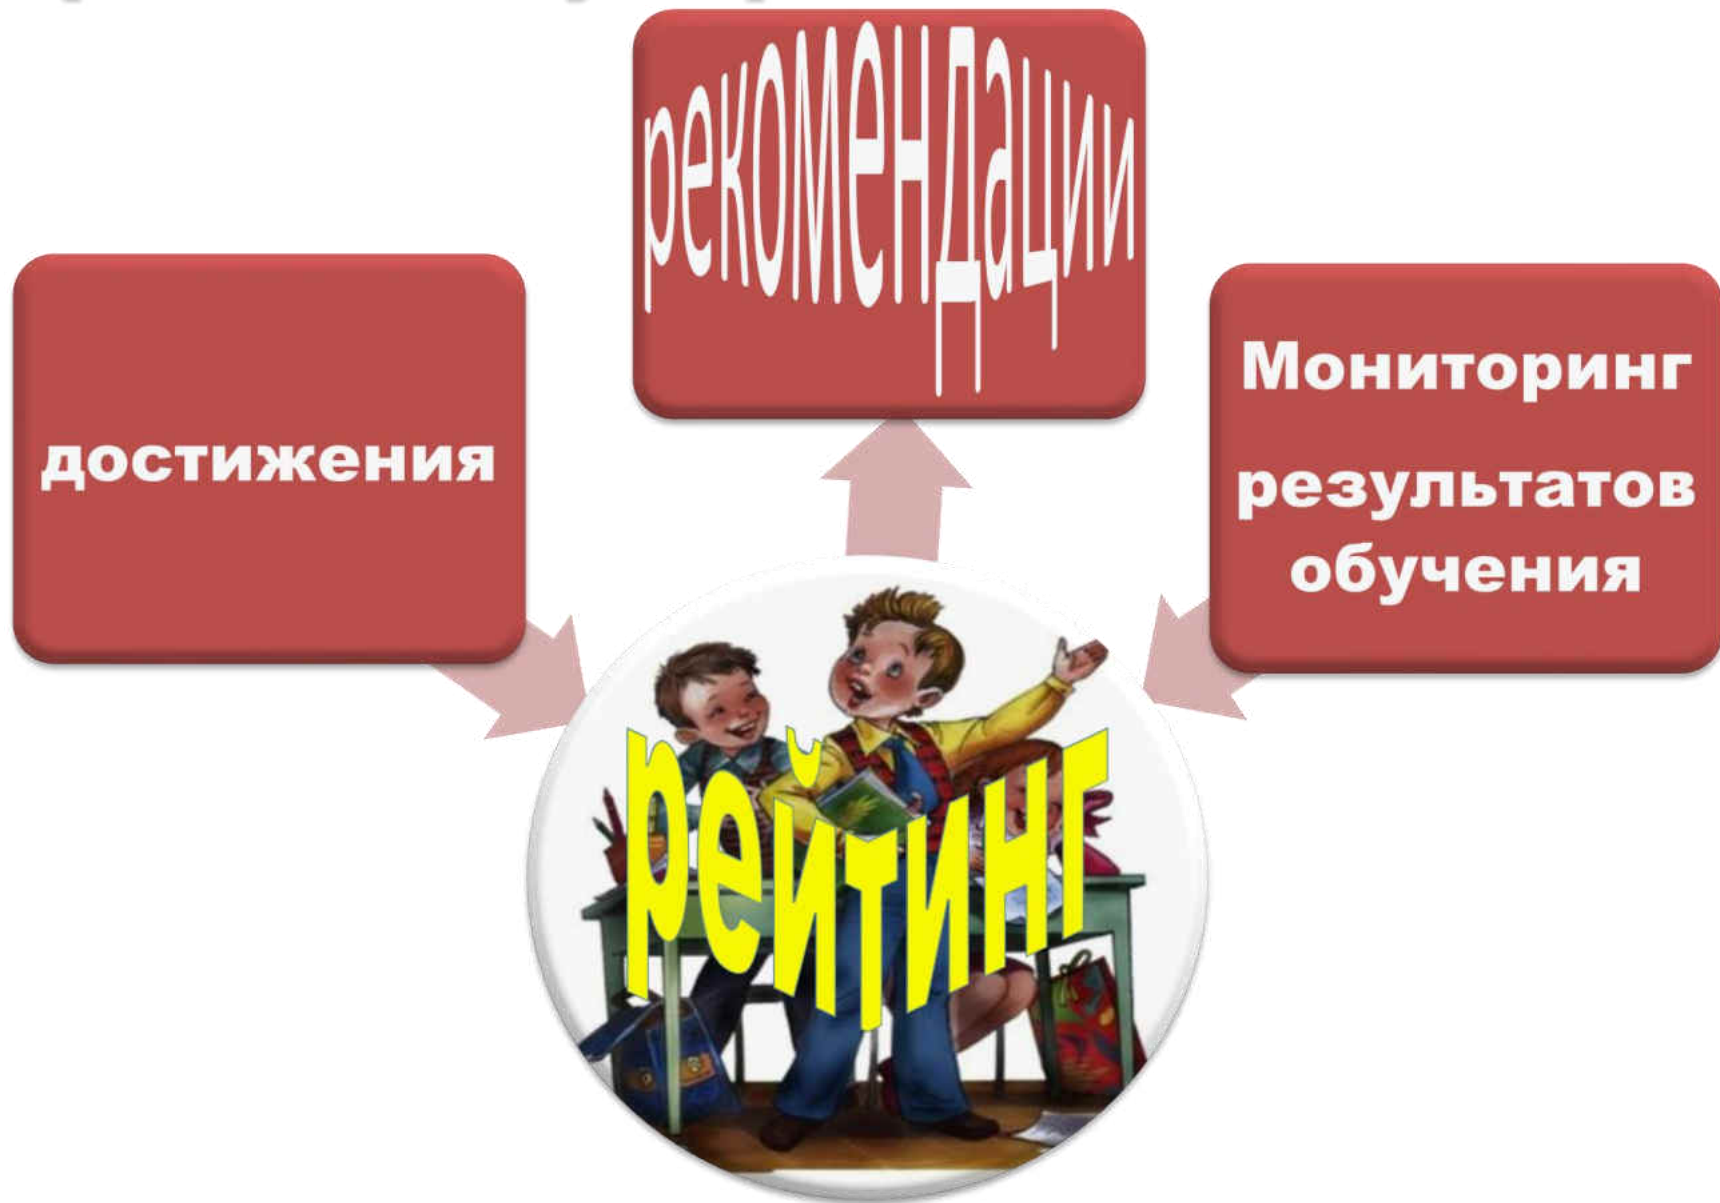 рекомендации
достижения
Мониторинг
результатов
обучения
рейтинг